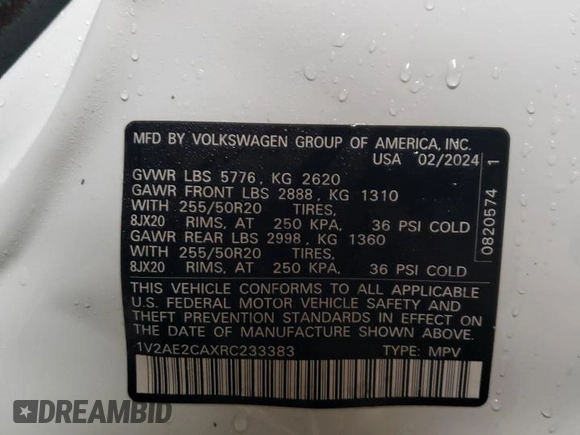 MFD BY VOLKSWAGEN GROUP OF AMERICA, INC.
USA 02/2024
GVWR LBS 5776, KG 2620
GAWR FRONT LBS 2888, KG 1310
WITH 255/50R20 TIRES,
8JX20 RIMS, AT 250 KPA, 36 PSI COLD
GAWR REAR LBS 2998, KG 1360
WITH 255/50R20 TIRES,
8JX20 RIMS, AT 250 KPA, 36 PSI COLD
THIS VEHICLE CONFORMS TO ALL APPLICABLE
U.S. FEDERAL MOTOR VEHICLE SAFETY AND
THEFT PREVENTION STANDARDS IN EFFECT ON
THE DATE OF MANUFACTURE SHOWN ABOVE.
1V2AE2CAXRC233383 TYPE: MPV
0820574 1
DREAMBID